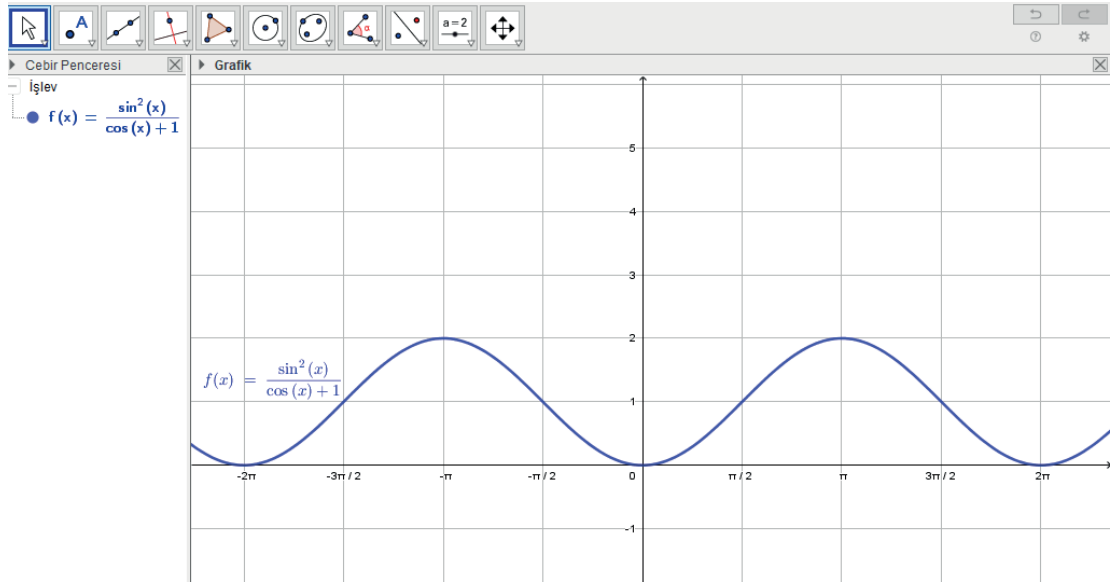 A
α
a=2
Cebir Penceresi
Grafik
İşlev
f(x) = sin²(x) / cos(x) + 1
5
4
3
2
f(x) = sin²(x) / cos(x) + 1
1
-2π -3π/2 -π -π/2 0 π/2 π 3π/2 2π
-1